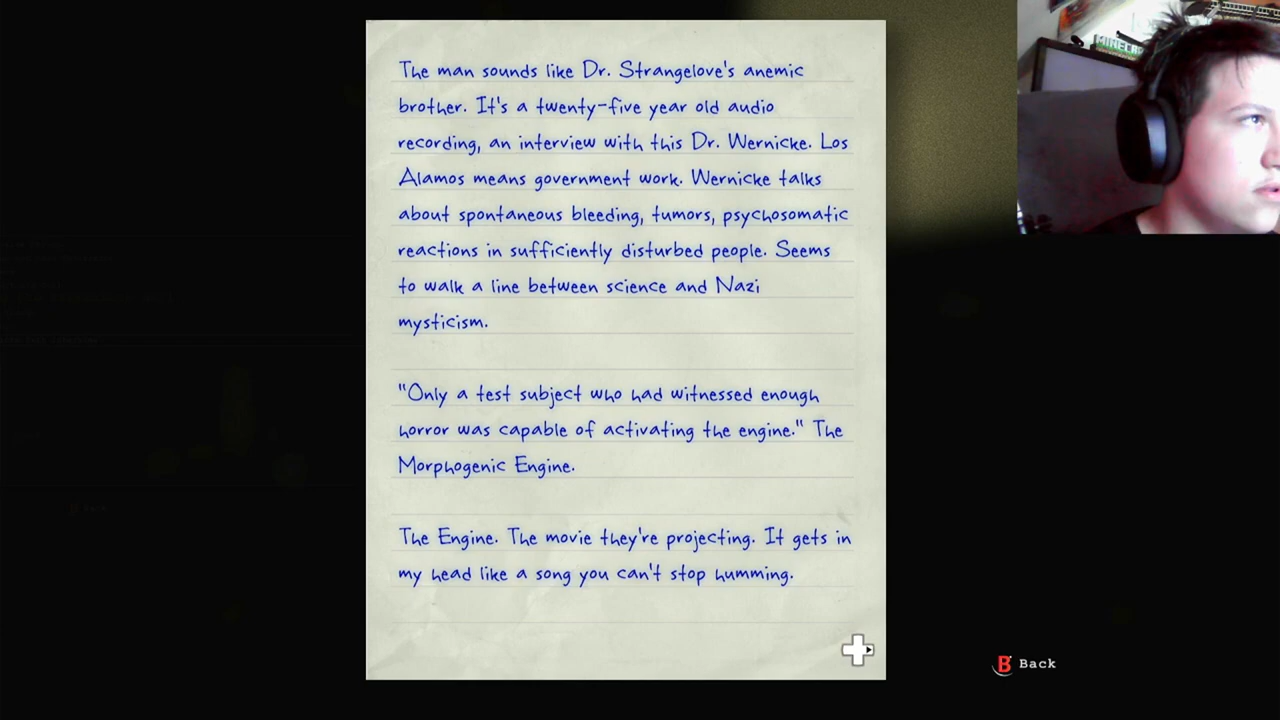 The man sounds like Dr. Strangelove's anemic
brother. It's a twenty-five year old audio
recording, an interview with this Dr. Wernicke. Los
Alamos means government work. Wernicke talks
about spontaneous bleeding, tumors, psychosomatic
reactions in sufficiently disturbed people. Seems
to walk a line between science and Nazi
mysticism.
"Only a test subject who had witnessed enough
horror was capable of activating the engine." The
Morphogenic Engine.
The Engine. The movie they're projecting. It gets in
my head like a song you can't stop humming.
B Back